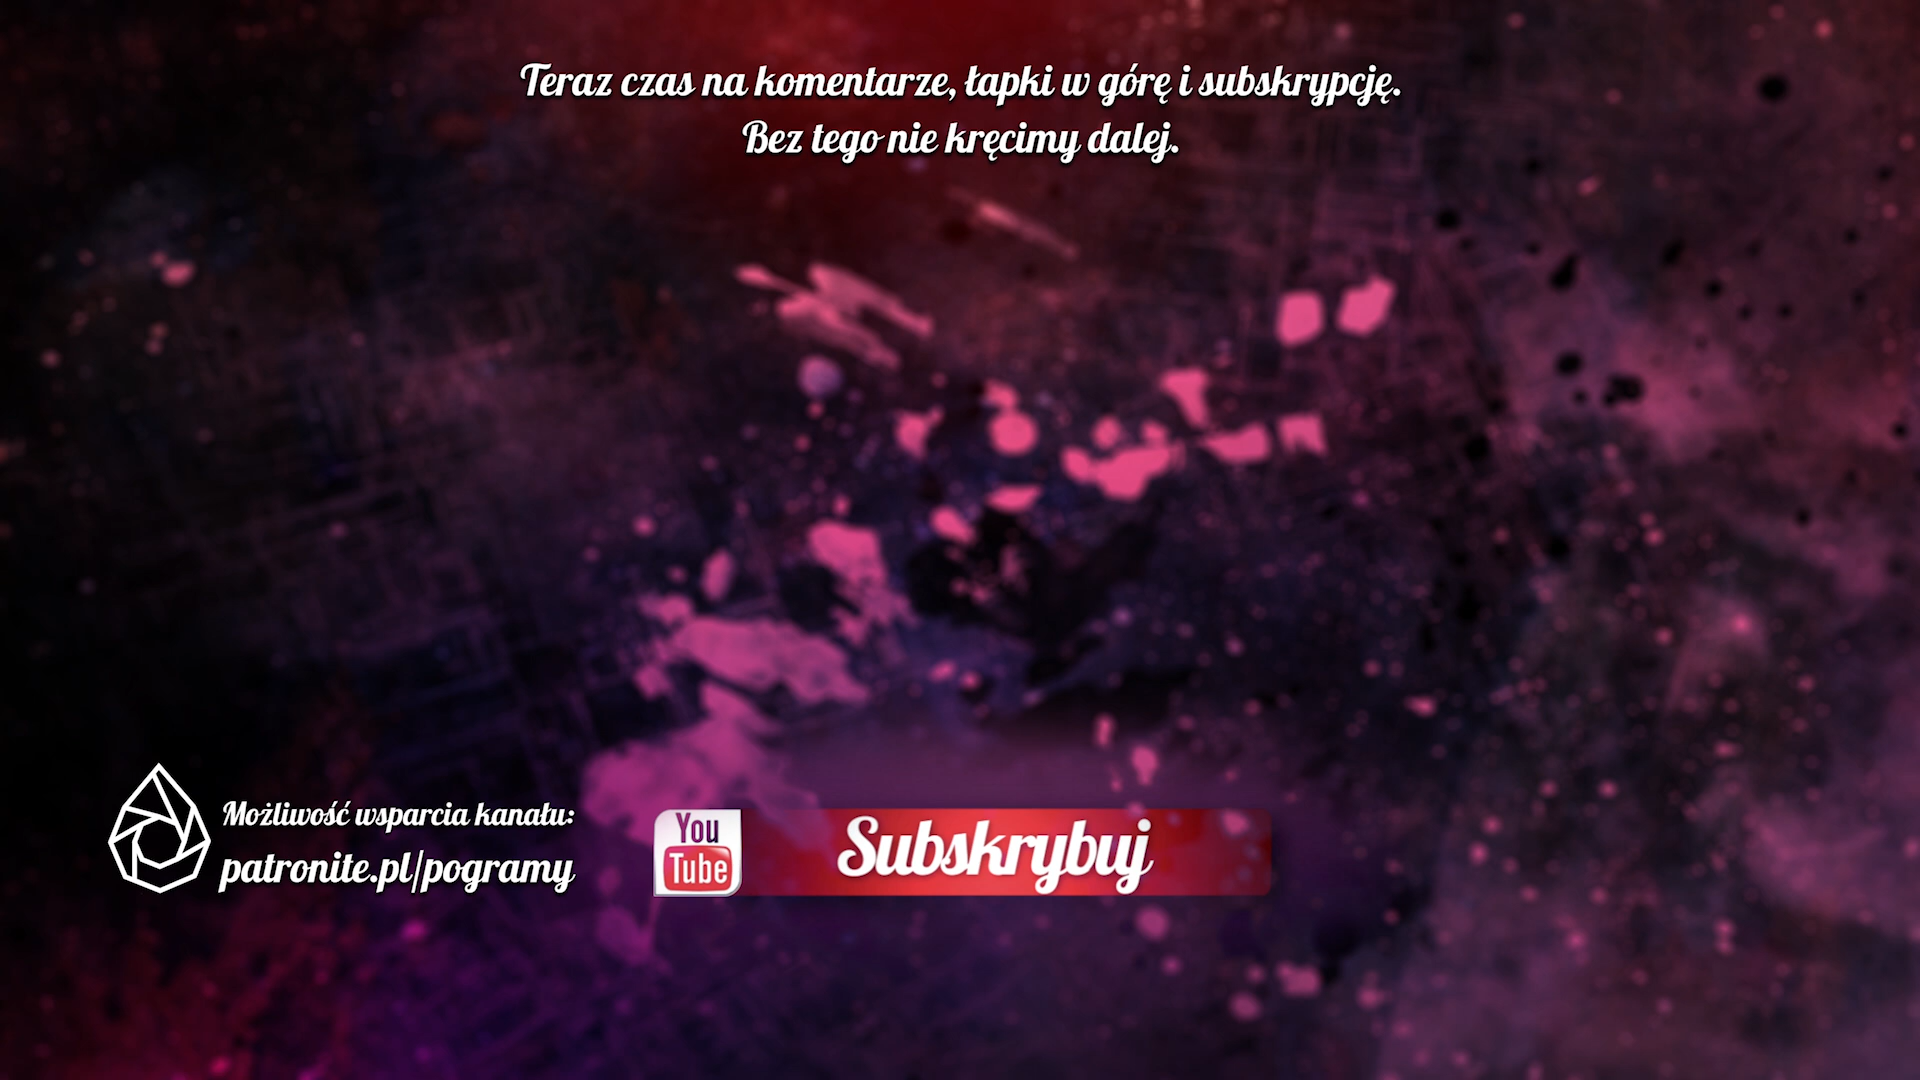 Teraz czas na komentarze, łapki w górę i subskrypcję.
Bez tego nie kręcimy dalej.
Możliwość wsparcia kanału:
patronite.pl/pogramy
You
Tube
Subskrybuj